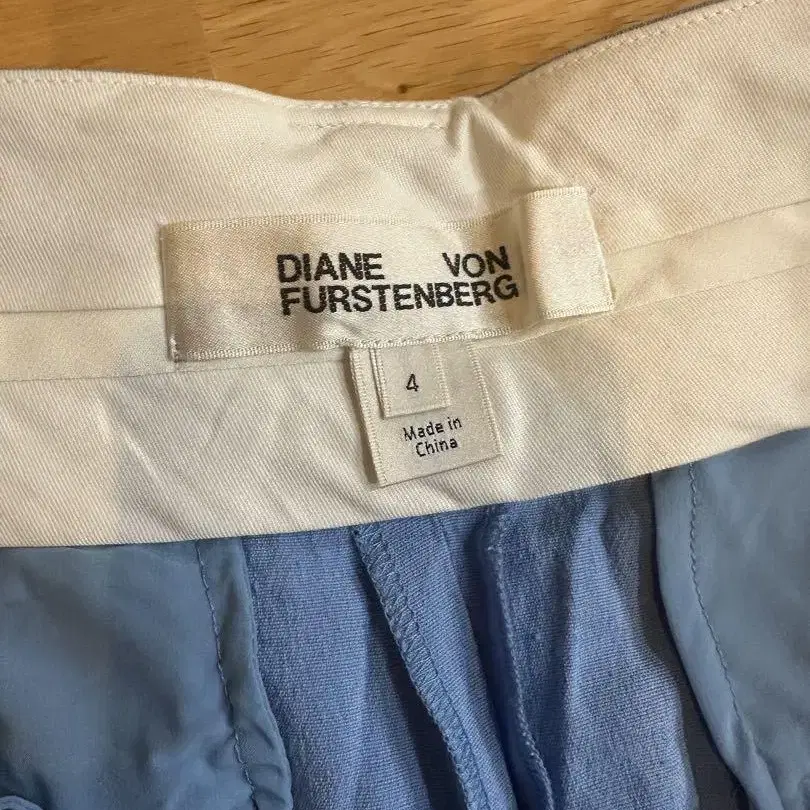 DIANE VON
FURSTENBERG
4
Made in
China